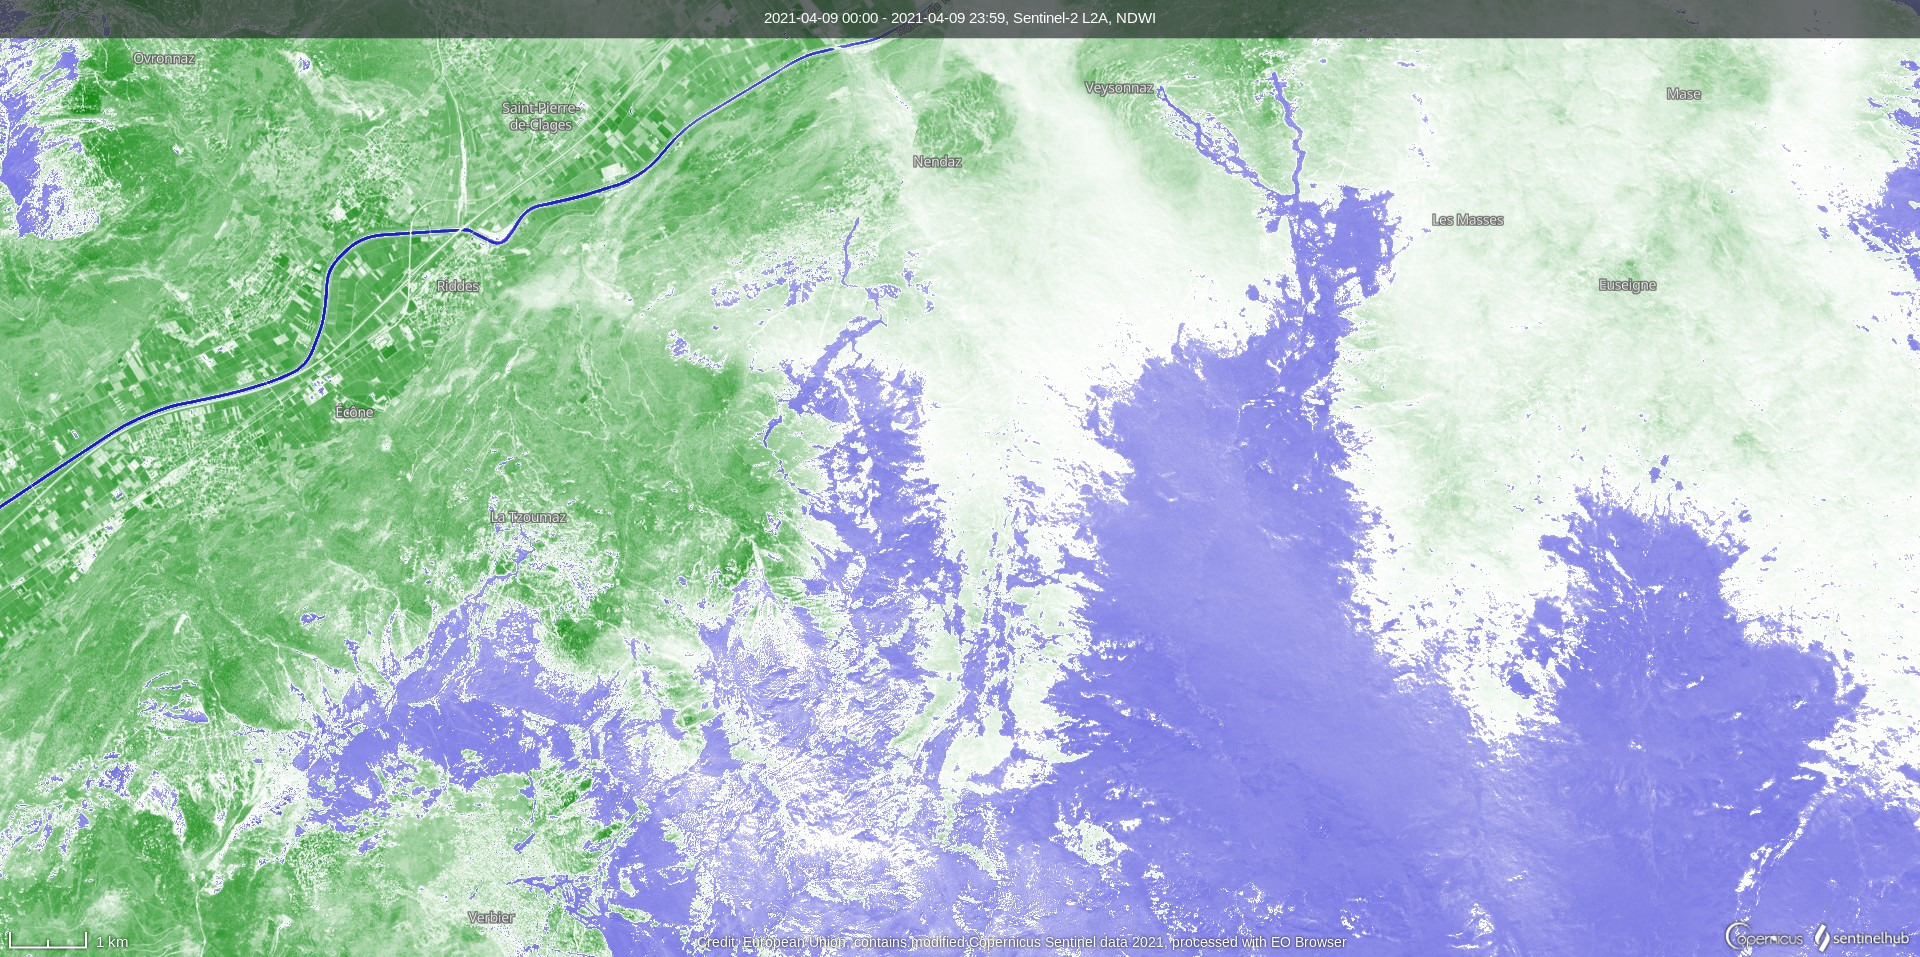 2021-04-09 00:00 - 2021-04-09 23:59, Sentinel-2 L2A, NDWI
Ovronnaz
Veysonnaz
Mase
Saint-Pierre-
de-Clages
Nendaz
Les Masses
Riddes
Euseigne
Écône
La Tzoumaz
Verbier
1 km
Credit: European Union, contains modified Copernicus Sentinel data 2021, processed with EO Browser
Copernicus
sentinelhub